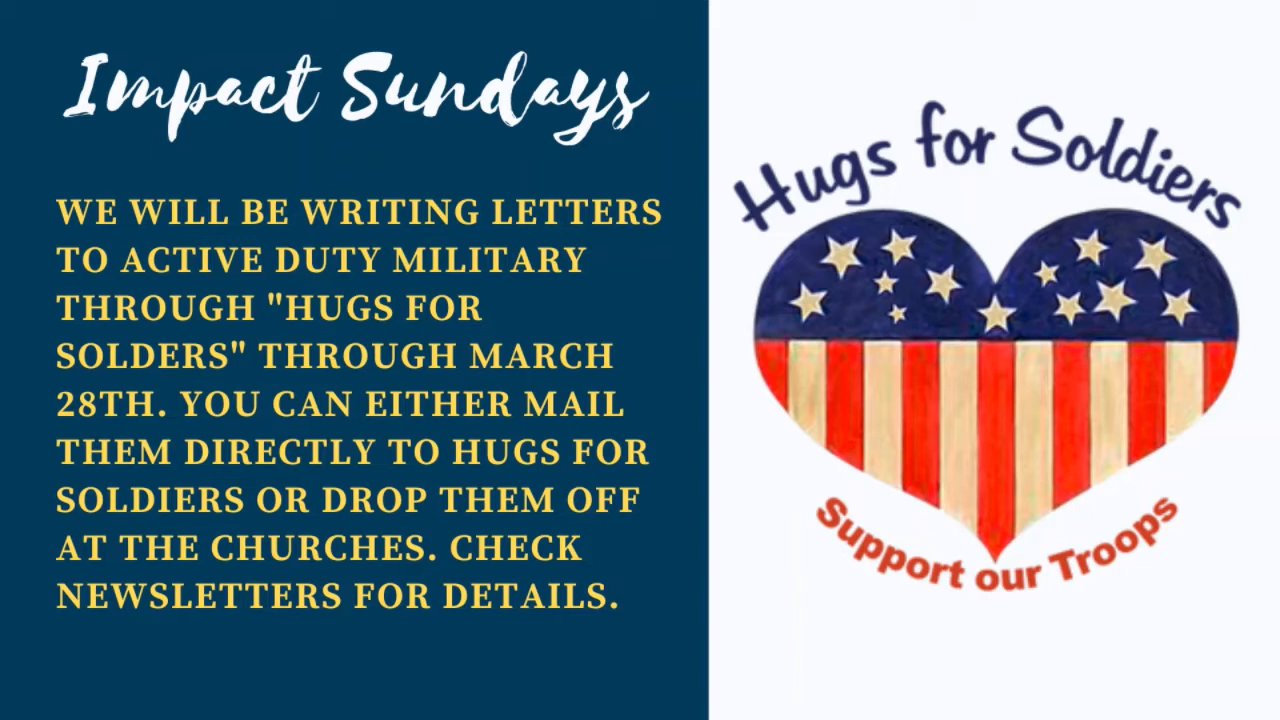 Impact Sundays
WE WILL BE WRITING LETTERS
TO ACTIVE DUTY MILITARY
THROUGH "HUGS FOR
SOLDERS" THROUGH MARCH
28TH. YOU CAN EITHER MAIL
THEM DIRECTLY TO HUGS FOR
SOLDIERS OR DROP THEM OFF
AT THE CHURCHES. CHECK
NEWSLETTERS FOR DETAILS.
Hugs for Soldiers
Support our Troops